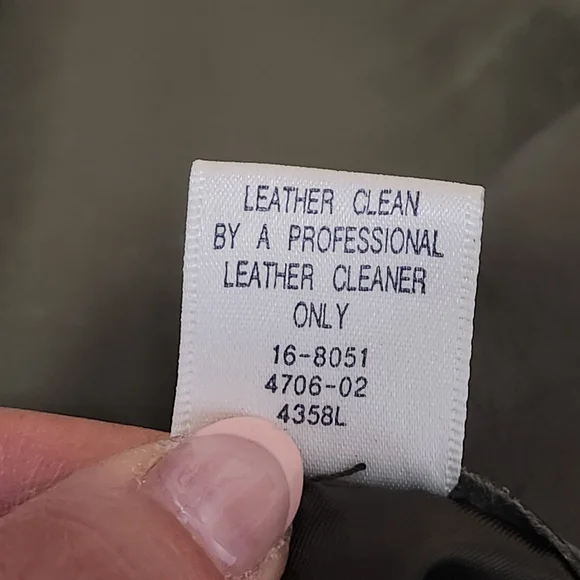 LEATHER CLEAN
BY A PROFESSIONAL
LEATHER CLEANER
ONLY
16-8051
4706-02
4358L